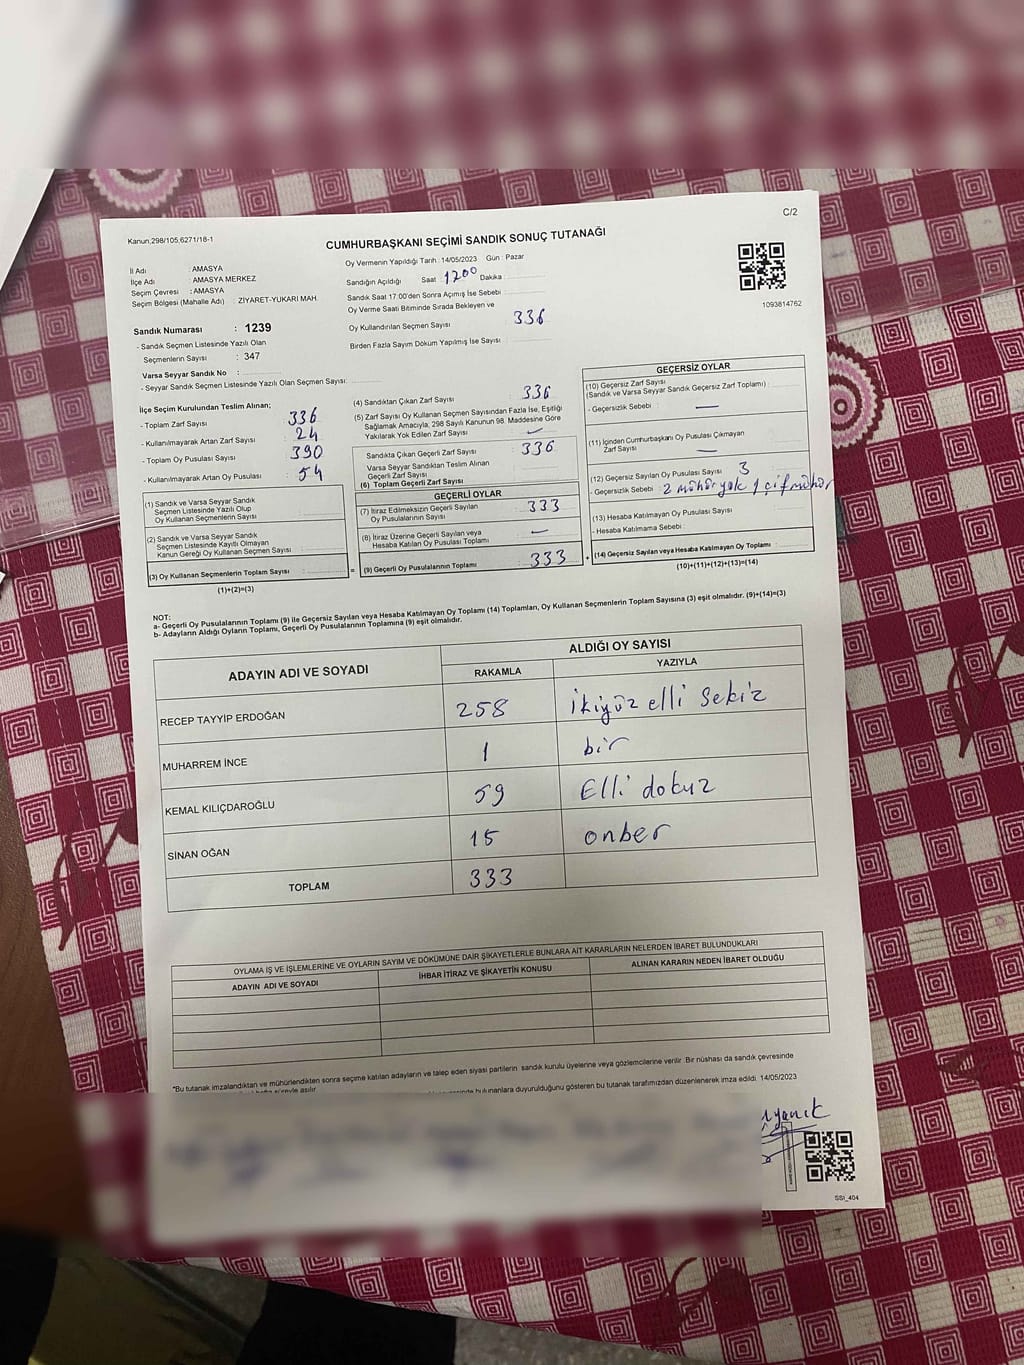 C/2
Kanun,298/105,6271/18-1
CUMHURBAŞKANI SEÇİMİ SANDIK SONUÇ TUTANAĞI
İl Adı : AMASYA
İlçe Adı : AMASYA MERKEZ
Seçim Çevresi : AMASYA
Seçim Bölgesi (Mahalle Adı) : ZİYARET-YUKARI MAH.
Sandık Numarası : 1239
- Sandık Seçmen Listesinde Yazılı Olan
Seçmenlerin Sayısı : 347
Varsa Seyyar Sandık No :
- Seyyar Sandık Seçmen Listesinde Yazılı Olan Seçmen Sayısı:
Oy Vermenin Yapıldığı Tarih : 14/05/2023 Gün : Pazar
Sandığın Açıldığı Saat 1700 Dakika
Sandık Saat 17.00'den Sonra Açımış İse Sebebi :
Oy Verme Saati Bitiminde Sırada Bekleyen ve
Oy Kullandırılan Seçmen Sayısı : 336
Birden Fazla Sayım Döküm Yapılmış İse Sayısı :
1093814762
İlçe Seçim Kurulundan Teslim Alınan;
- Toplam Zarf Sayısı : 336
- Kullanılmayarak Artan Zarf Sayısı : 24
- Toplam Oy Pusulası Sayısı : 390
- Kullanılmayarak Artan Oy Pusulası : 54
(1) Sandık ve Varsa Seyyar Sandık
Seçmen Listesinde Yazılı Olup
Oy Kullanan Seçmenlerin Sayısı :
(2) Sandık ve Varsa Seyyar Sandık
Seçmen Listesinde Kayıtlı Olmayan
Kanun Gereği Oy Kullanan Seçmen Sayısı :
(3) Oy Kullanan Seçmenlerin Toplam Sayısı :
(1)+(2)=(3)
(4) Sandıktan Çıkan Zarf Sayısı : 336
(5) Zarf Sayısı Oy Kullanan Seçmen Sayısından Fazla İse, Eşitliği
Sağlamak Amacıyla, 298 Sayılı Kanunun 98. Maddesine Göre
Yakılarak Yok Edilen Zarf Sayısı : —
Sandıkta Çıkan Geçerli Zarf Sayısı : 336
Varsa Seyyar Sandıktan Teslim Alınan
Geçerli Zarf Sayısı :
(6) Toplam Geçerli Zarf Sayısı :
GEÇERLİ OYLAR
(7) İtiraz Edilmeksizin Geçerli Sayılan
Oy Pusulalarının Sayısı : 333
(8) İtiraz Üzerine Geçerli Sayılan veya
Hesaba Katılan Oy Pusulası Toplamı : —
= (9) Geçerli Oy Pusulalarının Toplamı : 333
GEÇERSİZ OYLAR
(10) Geçersiz Zarf Sayısı
(Sandık ve Varsa Seyyar Sandık Geçersiz Zarf Toplamı) :
- Geçersizlik Sebebi : —
(11) İçinden Cumhurbaşkanı Oy Pusulası Çıkmayan
Zarf Sayısı : —
(12) Geçersiz Sayılan Oy Pusulası Sayısı : 3
- Geçersizlik Sebebi : 2 mühür yok 1 çif mühür
(13) Hesaba Katılmayan Oy Pusulası Sayısı :
- Hesaba Katılmama Sebebi :
+ (14) Geçersiz Sayılan veya Hesaba Katılmayan Oy Toplamı :
(10)+(11)+(12)+(13)=(14)
NOT:
a- Geçerli Oy Pusulalarının Toplamı (9) ile Geçersiz Sayılan veya Hesaba Katılmayan Oy Toplamı (14) Toplamları, Oy Kullanan Seçmenlerin Toplam Sayısına (3) eşit olmalıdır. (9)+(14)=(3)
b- Adayların Aldığı Oyların Toplamı, Geçerli Oy Pusulalarının Toplamına (9) eşit olmalıdır.
ADAYIN ADI VE SOYADI
ALDIĞI OY SAYISI
RAKAMLA YAZIYLA
RECEP TAYYİP ERDOĞAN 258 ikiyüz elli sekiz
MUHARREM İNCE 1 bir
KEMAL KILIÇDAROĞLU 59 Elli dokuz
SİNAN OĞAN 15 onber
TOPLAM 333
OYLAMA İŞ VE İŞLEMLERİNE VE OYLARIN SAYIM VE DÖKÜMÜNE DAİR ŞİKAYETLERLE BUNLARA AİT KARARLARIN NELERDEN İBARET BULUNDUKLARI
ADAYIN ADI VE SOYADI İHBAR İTİRAZ VE ŞİKAYETİN KONUSU ALINAN KARARIN NEDEN İBARET OLDUĞU
*Bu tutanak imzalandıktan ve mühürlendikten sonra seçime katılan adayların ve talep eden siyasi partilerin sandık kurulu üyelerine veya gözlemcilerine verilir. Bir nüshası da sandık çevresinde
bulunanlara duyurulduğunu gösteren bu tutanak tarafımızdan düzenlenerek imza edildi. 14/05/2023
SSI_404